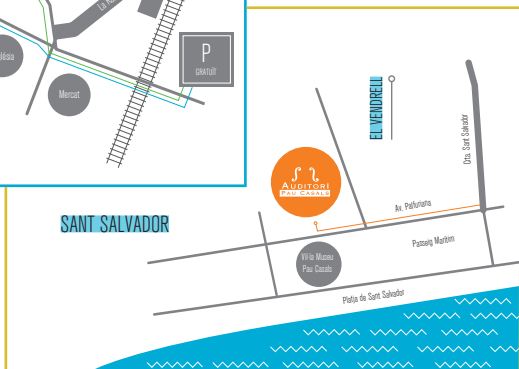 P
GRATUÏT
Mercat
EL VENDRELL
Ctra. Sant Salvador
AUDITORI
PAU CASALS
Av. Palfuriana
SANT SALVADOR
Passeig Marítim
Vil·la Museu
Pau Casals
Platja de Sant Salvador